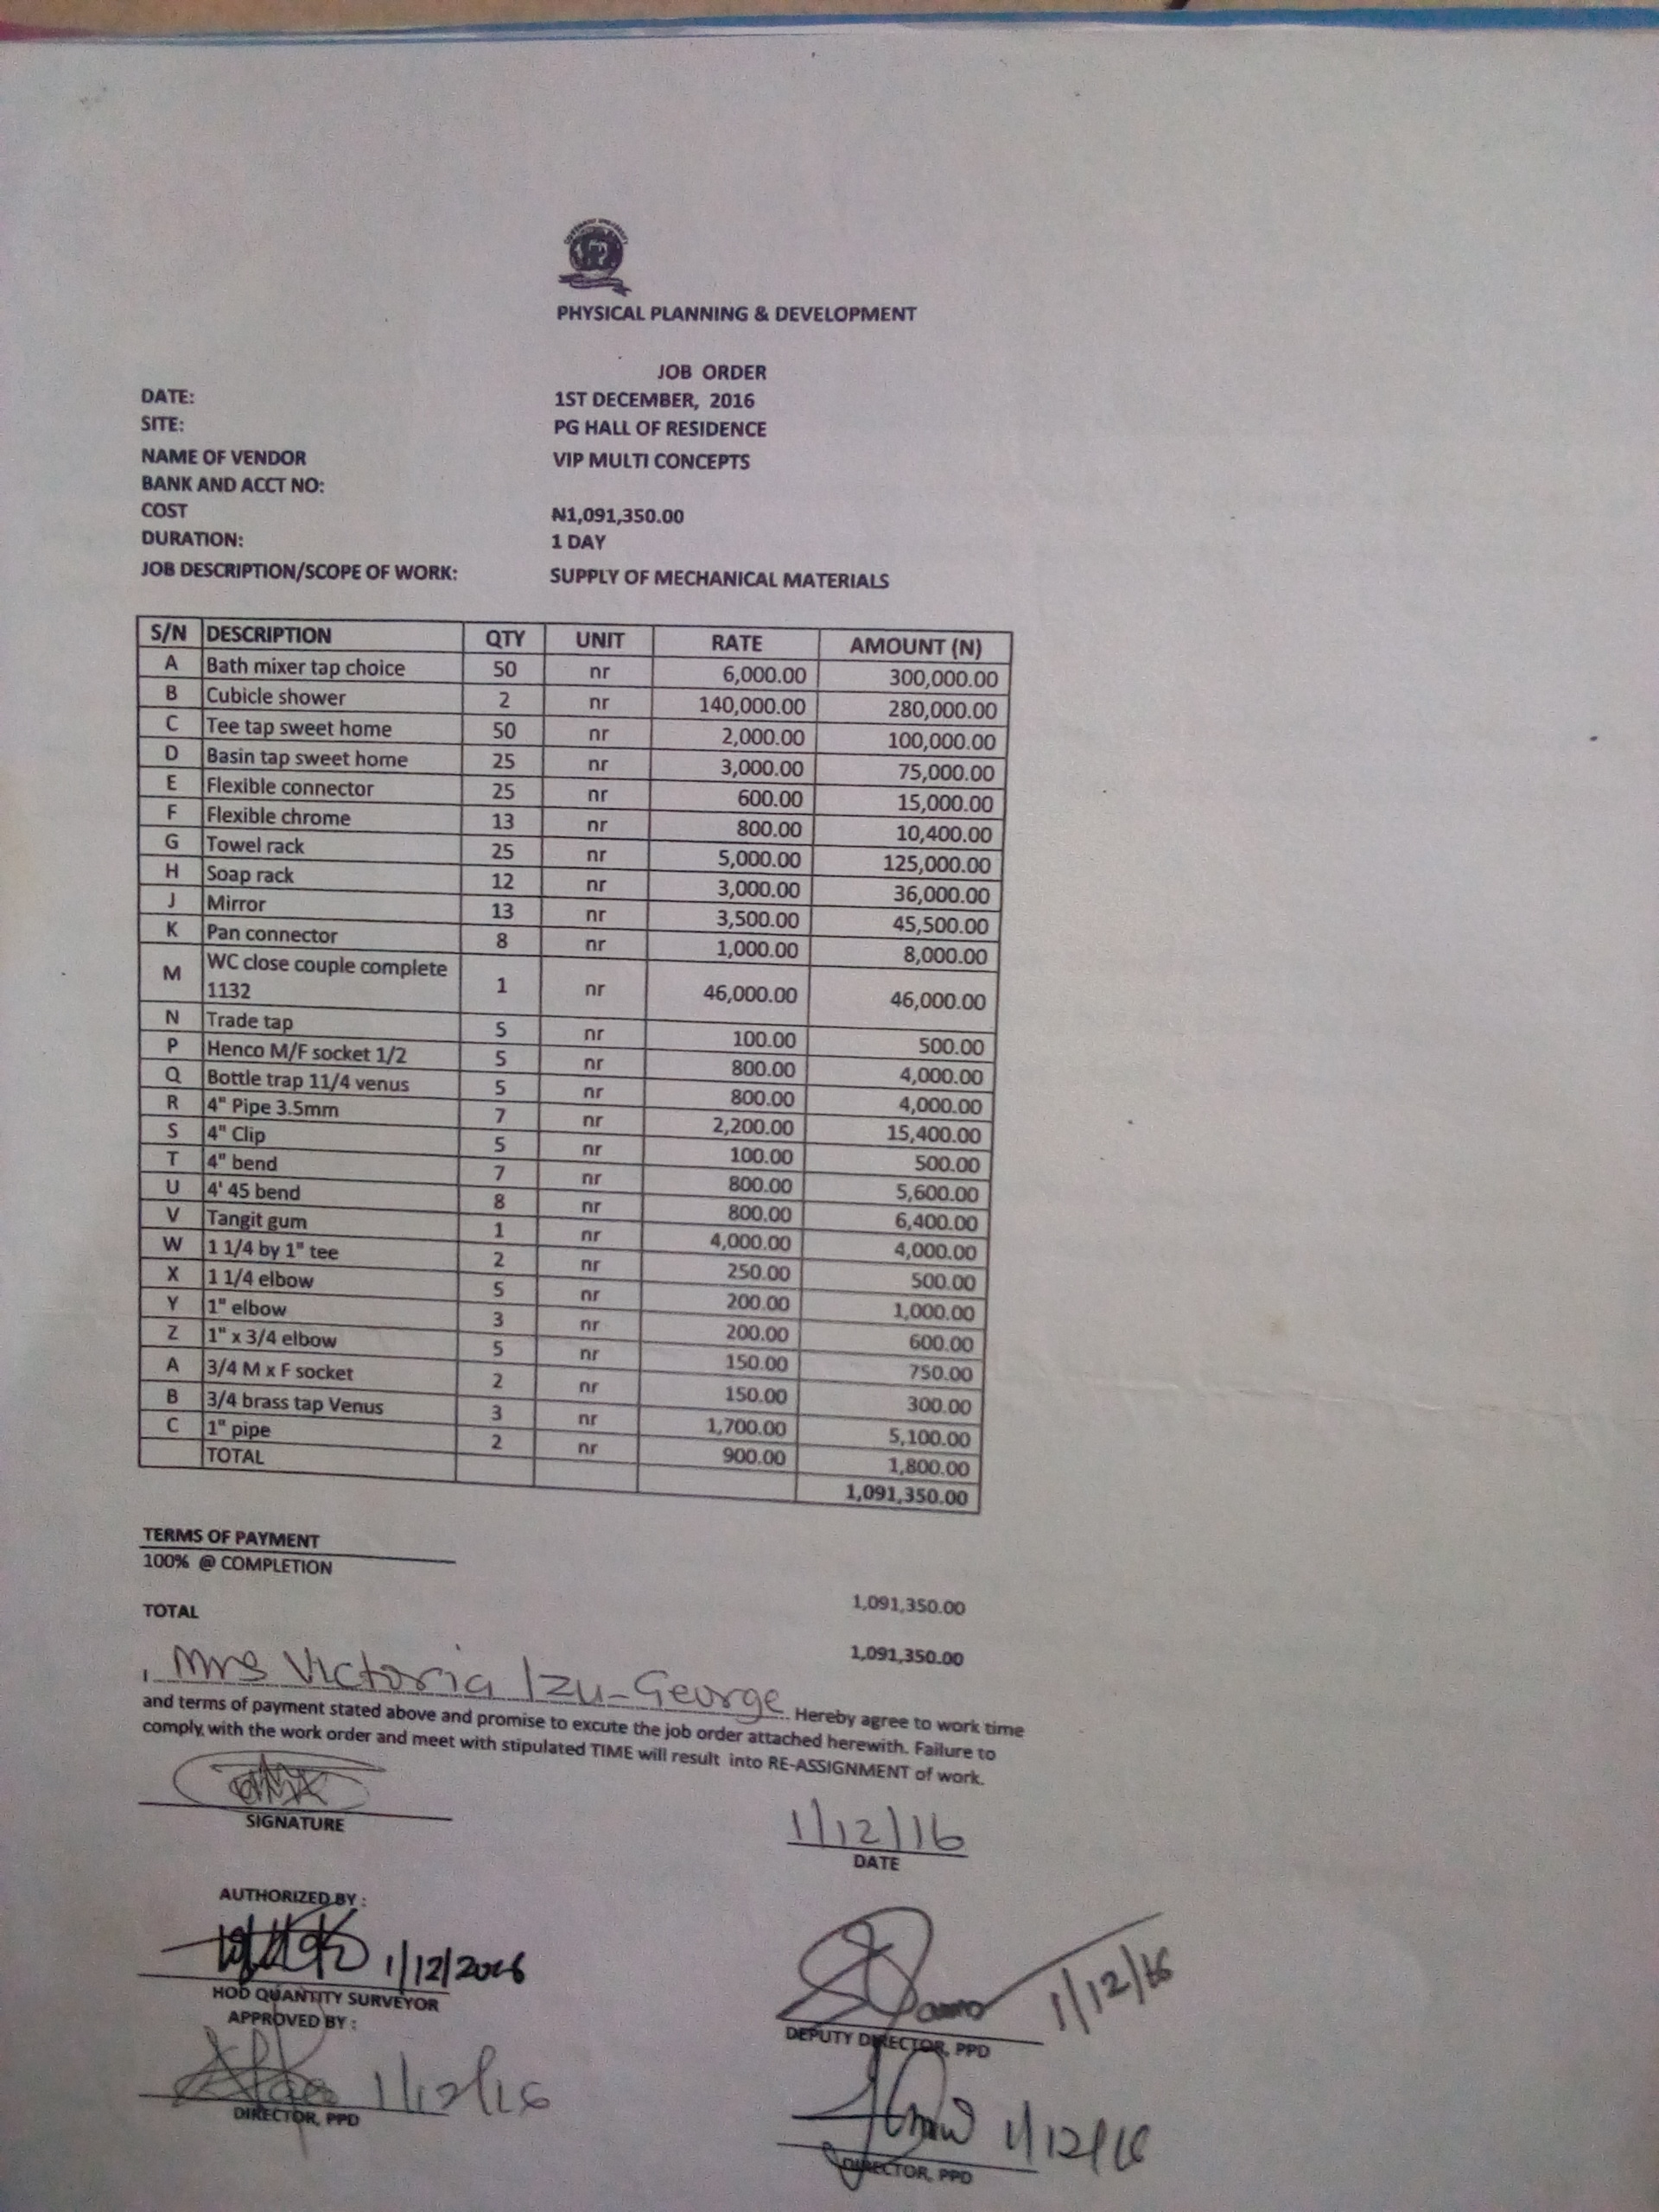 PHYSICAL PLANNING & DEVELOPMENT
JOB ORDER
DATE: 1ST DECEMBER, 2016
SITE: PG HALL OF RESIDENCE
NAME OF VENDOR VIP MULTI CONCEPTS
BANK AND ACCT NO:
COST ₦1,091,350.00
DURATION: 1 DAY
JOB DESCRIPTION/SCOPE OF WORK: SUPPLY OF MECHANICAL MATERIALS
S/N DESCRIPTION QTY UNIT RATE AMOUNT (N)
A Bath mixer tap choice 50 nr 6,000.00 300,000.00
B Cubicle shower 2 nr 140,000.00 280,000.00
C Tee tap sweet home 50 nr 2,000.00 100,000.00
D Basin tap sweet home 25 nr 3,000.00 75,000.00
E Flexible connector 25 nr 600.00 15,000.00
F Flexible chrome 13 nr 800.00 10,400.00
G Towel rack 25 nr 5,000.00 125,000.00
H Soap rack 12 nr 3,000.00 36,000.00
J Mirror 13 nr 3,500.00 45,500.00
K Pan connector 8 nr 1,000.00 8,000.00
M WC close couple complete 1 nr 46,000.00 46,000.00
1132
N Trade tap 5 nr 100.00 500.00
P Henco M/F socket 1/2 5 nr 800.00 4,000.00
Q Bottle trap 11/4 venus 5 nr 800.00 4,000.00
R 4" Pipe 3.5mm 7 nr 2,200.00 15,400.00
S 4" Clip 5 nr 100.00 500.00
T 4" bend 7 nr 800.00 5,600.00
U 4' 45 bend 8 nr 800.00 6,400.00
V Tangit gum 1 nr 4,000.00 4,000.00
W 1 1/4 by 1" tee 2 nr 250.00 500.00
X 1 1/4 elbow 5 nr 200.00 1,000.00
Y 1" elbow 3 nr 200.00 600.00
Z 1" x 3/4 elbow 5 nr 150.00 750.00
A 3/4 M x F socket 2 nr 150.00 300.00
B 3/4 brass tap Venus 3 nr 1,700.00 5,100.00
C 1" pipe 2 nr 900.00 1,800.00
TOTAL 1,091,350.00
TERMS OF PAYMENT
100% @ COMPLETION 1,091,350.00
TOTAL 1,091,350.00
, Mrs Victoria Izu-George Hereby agree to work time
and terms of payment stated above and promise to excute the job order attached herewith. Failure to
comply, with the work order and meet with stipulated TIME will result into RE-ASSIGNMENT of work.
SIGNATURE
1/12/16
DATE
AUTHORIZED BY :
1/12/2016
HOD QUANTITY SURVEYOR
1/12/16
DEPUTY DIRECTOR, PPD
APPROVED BY :
1/12/16
DIRECTOR, PPD
1/12/16
DIRECTOR, PPD